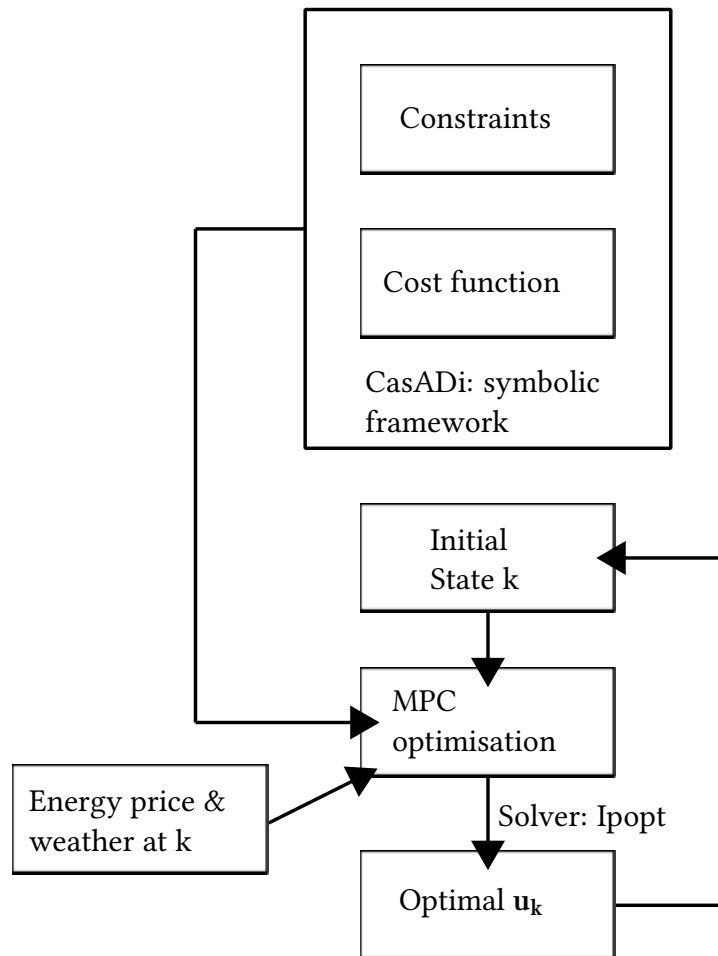 Constraints
Cost function
CasADi: symbolic
framework
Initial
State k
MPC
optimisation
Energy price &
weather at k
Solver: Ipopt
Optimal uₖ